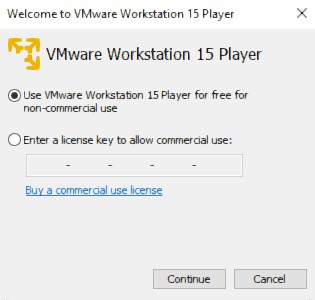 Welcome to VMware Workstation 15 Player
VMware Workstation 15 Player
Use VMware Workstation 15 Player for free for
non-commercial use
Enter a license key to allow commercial use:
- - - -
Buy a commercial use license
Continue Cancel